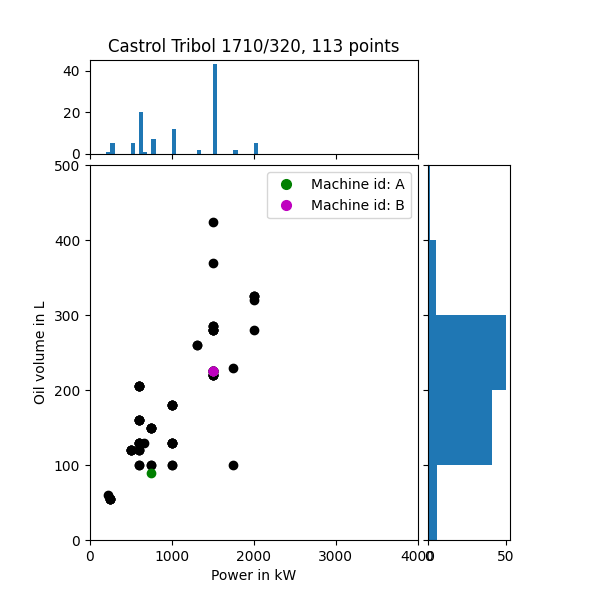 Castrol Tribol 1710/320, 113 points
40
20
0
500
400
300
200
100
0
Oil volume in L
Machine id: A
Machine id: B
0 1000 2000 3000 4000
0 50
Power in kW